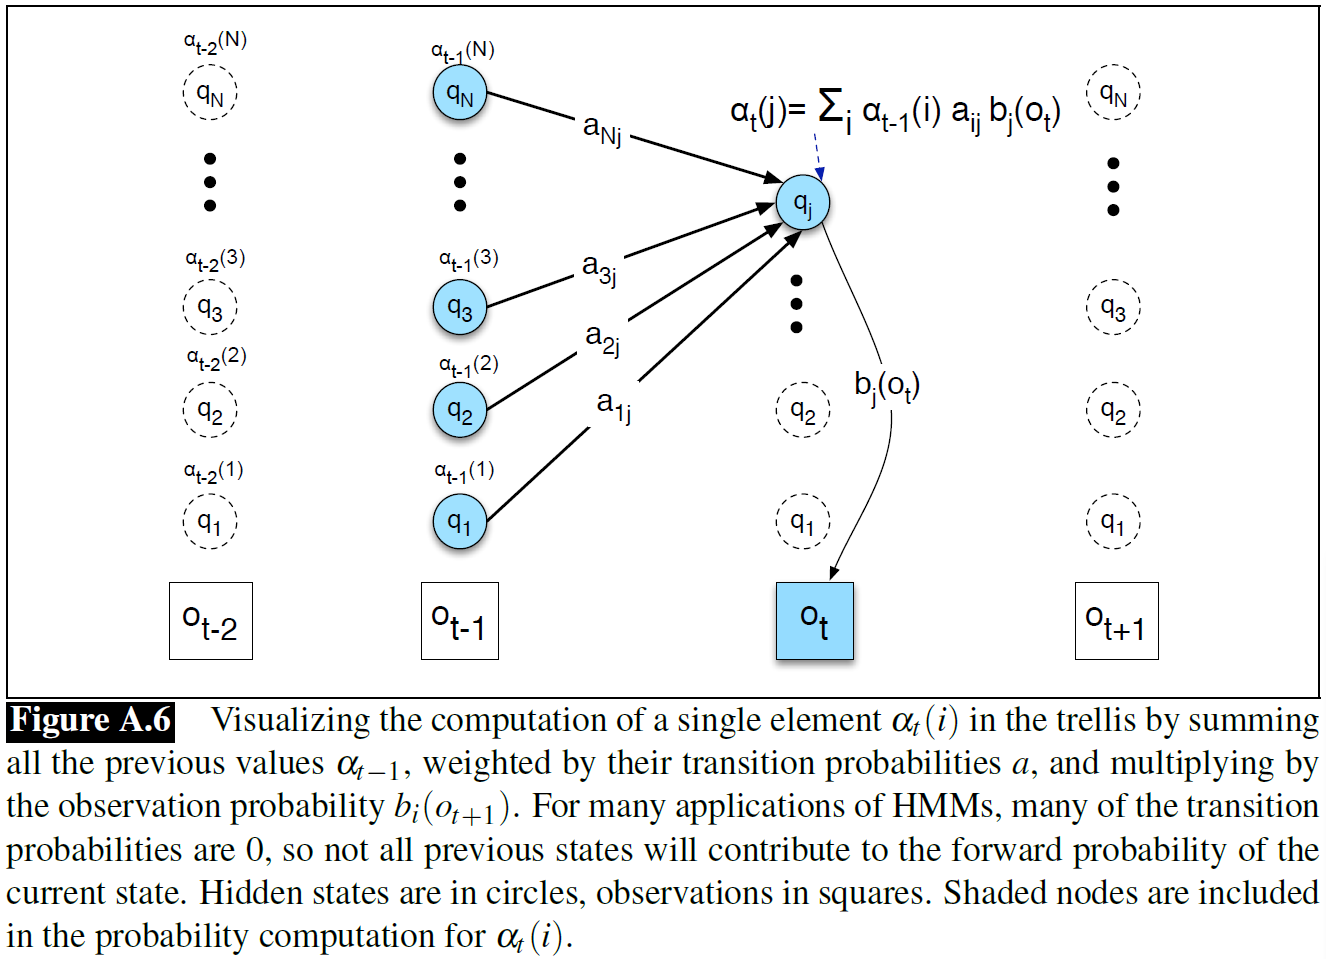 αt-2(N) αt-1(N)
qN qN αt(j)= Σi αt-1(i) aij bj(ot) qN
aNj
qj
αt-2(3) αt-1(3)
a3j
q3 q3 q3
a2j
αt-2(2) αt-1(2)
bj(ot)
a1j
q2 q2 q2 q2
αt-2(1) αt-1(1)
q1 q1 q1 q1
ot-2 ot-1 ot ot+1
Figure A.6 Visualizing the computation of a single element αt(i) in the trellis by summing
all the previous values αt−1, weighted by their transition probabilities a, and multiplying by
the observation probability bi(ot+1). For many applications of HMMs, many of the transition
probabilities are 0, so not all previous states will contribute to the forward probability of the
current state. Hidden states are in circles, observations in squares. Shaded nodes are included
in the probability computation for αt(i).